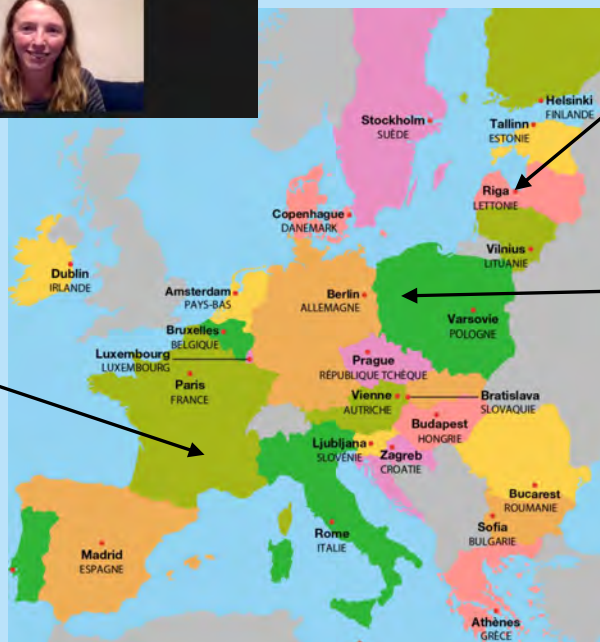 Helsinki
FINLANDE
Stockholm
SUÈDE
Tallinn
ESTONIE
Riga
LETTONIE
Copenhague
DANEMARK
Vilnius
LITUANIE
Dublin
IRLANDE
Amsterdam
PAYS-BAS
Berlin
ALLEMAGNE
Varsovie
POLOGNE
Bruxelles
BELGIQUE
Luxembourg
LUXEMBOURG
Prague
RÉPUBLIQUE TCHÈQUE
Paris
FRANCE
Vienne
AUTRICHE
Bratislava
SLOVAQUIE
Budapest
HONGRIE
Ljubljana
SLOVÉNIE
Zagreb
CROATIE
Bucarest
ROUMANIE
Sofia
BULGARIE
Rome
ITALIE
Madrid
ESPAGNE
Athènes
GRÈCE